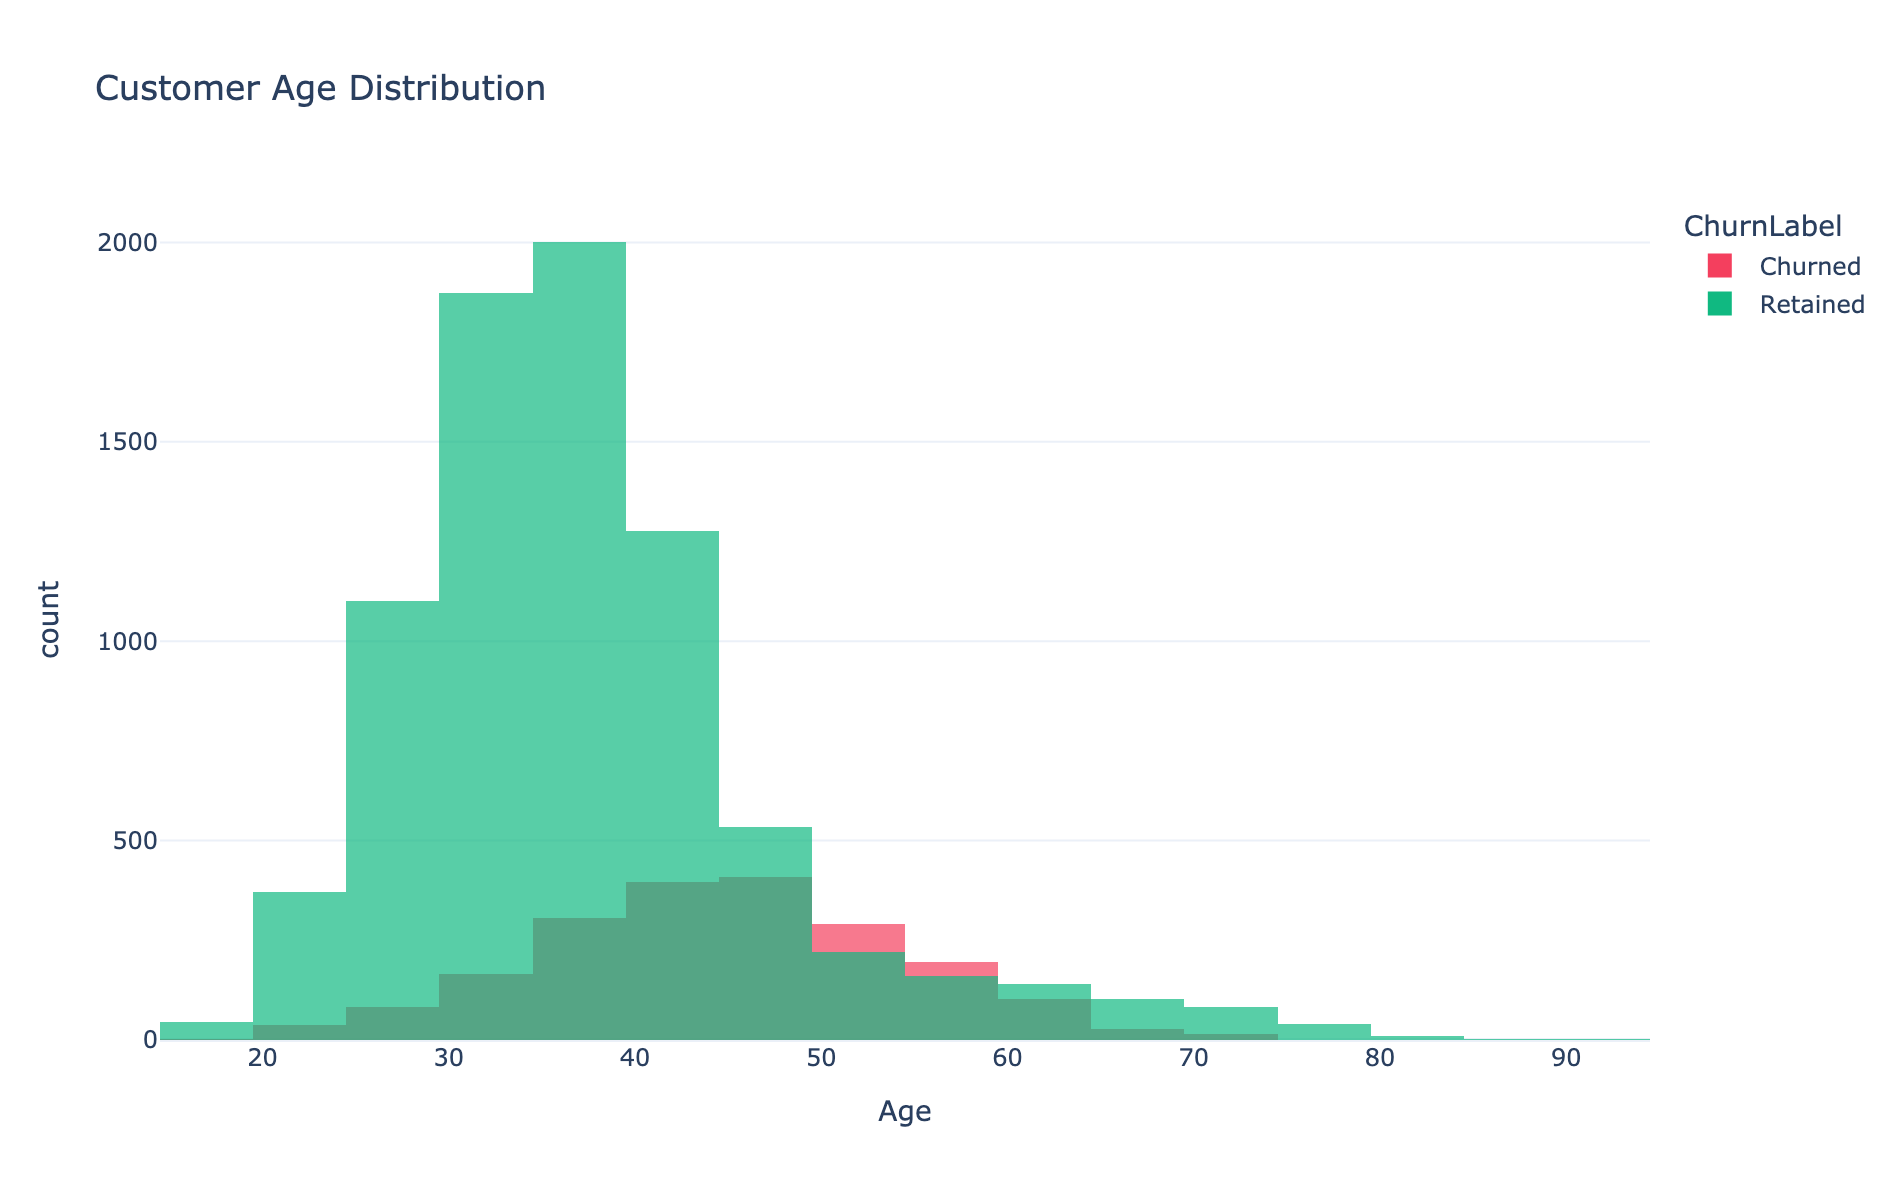 Customer Age Distribution
ChurnLabel
Churned
Retained
2000
1500
1000
500
0
count
20 30 40 50 60 70 80 90
Age